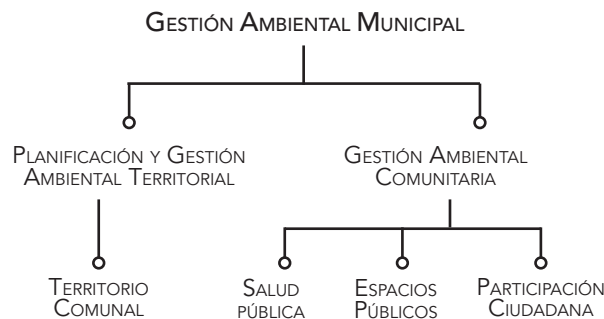 Gestión Ambiental Municipal
Planificación y Gestión
Ambiental Territorial
Gestión Ambiental
Comunitaria
Territorio
Comunal
Salud
pública
Espacios
Públicos
Participación
Ciudadana